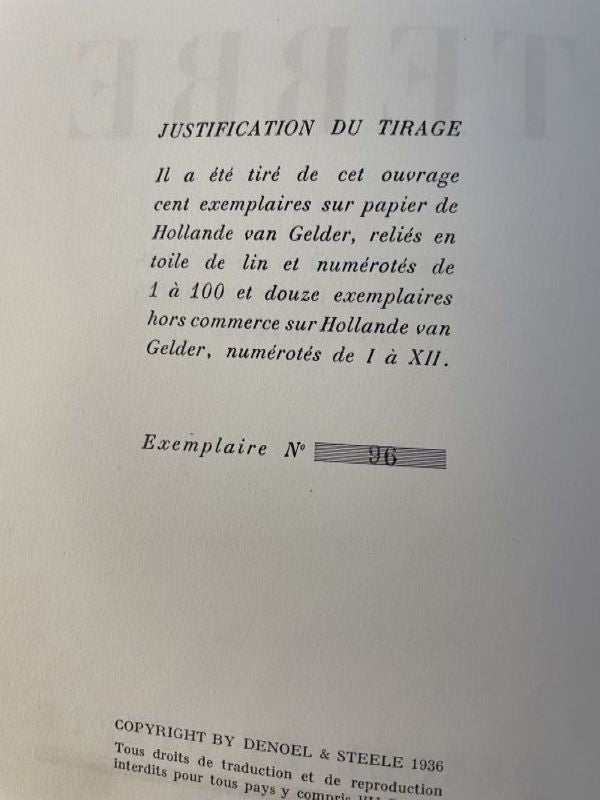 JUSTIFICATION DU TIRAGE
Il a été tiré de cet ouvrage
cent exemplaires sur papier de
Hollande van Gelder, reliés en
toile de lin et numérotés de
1 à 100 et douze exemplaires
hors commerce sur Hollande van
Gelder, numérotés de I à XII.
Exemplaire Nº 96
COPYRIGHT BY DENOEL & STEELE 1936
Tous droits de traduction et de reproduction
interdits pour tous pays y compris